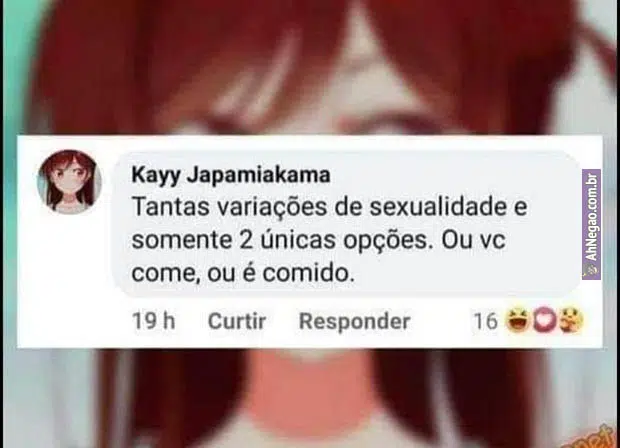 Kayy Japamiakama
Tantas variações de sexualidade e
somente 2 únicas opções. Ou vc
come, ou é comido.
19 h Curtir Responder 16
AhNegao.com.br